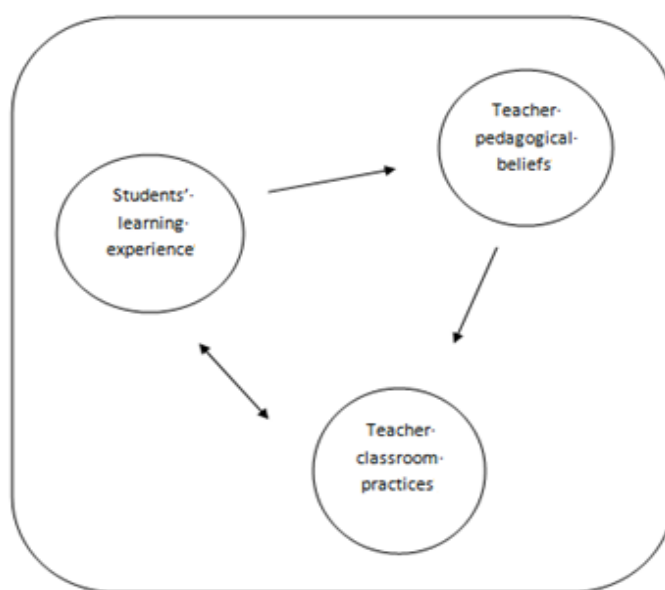 Teacher·
pedagogical·
beliefs
Students'·
learning·
experience
Teacher·
classroom·
practices